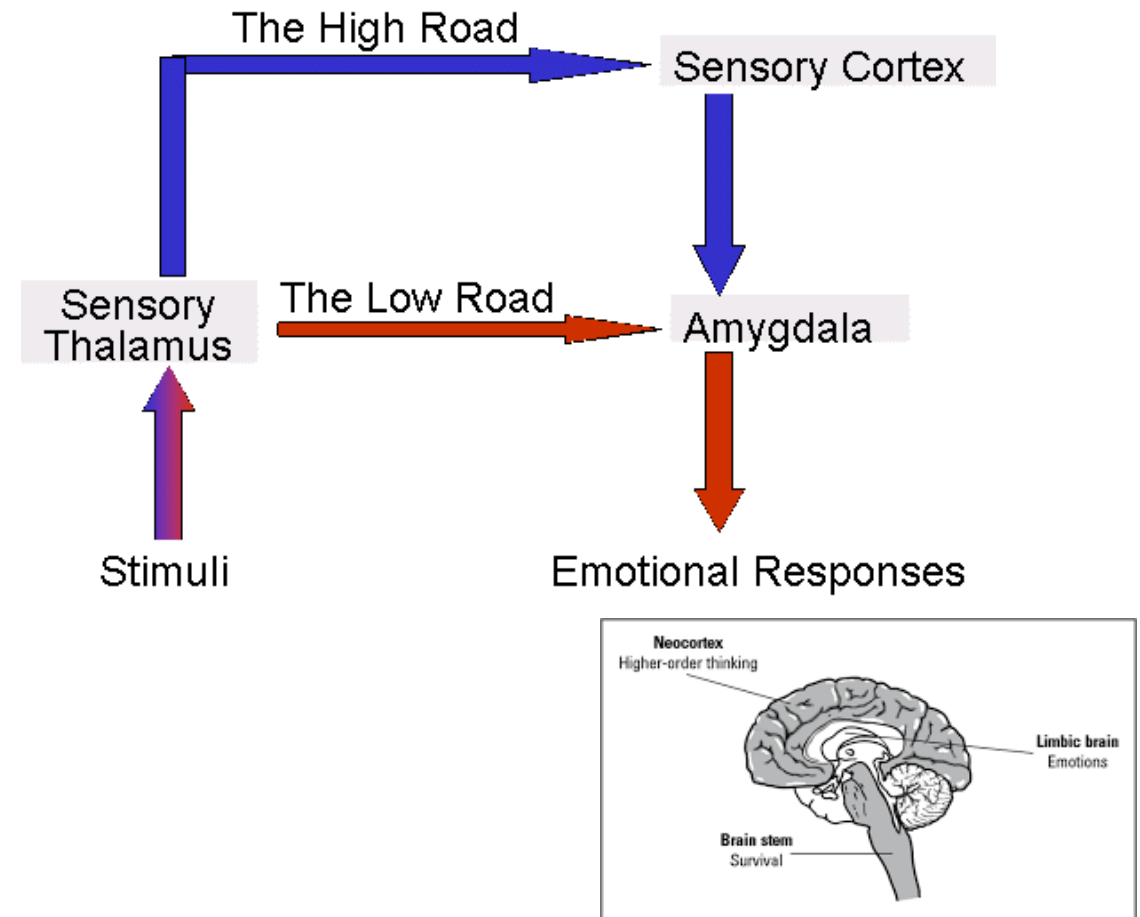 The High Road
Sensory Cortex
Sensory
Thalamus
The Low Road
Amygdala
Stimuli
Emotional Responses
Neocortex
Higher-order thinking
Limbic brain
Emotions
Brain stem
Survival